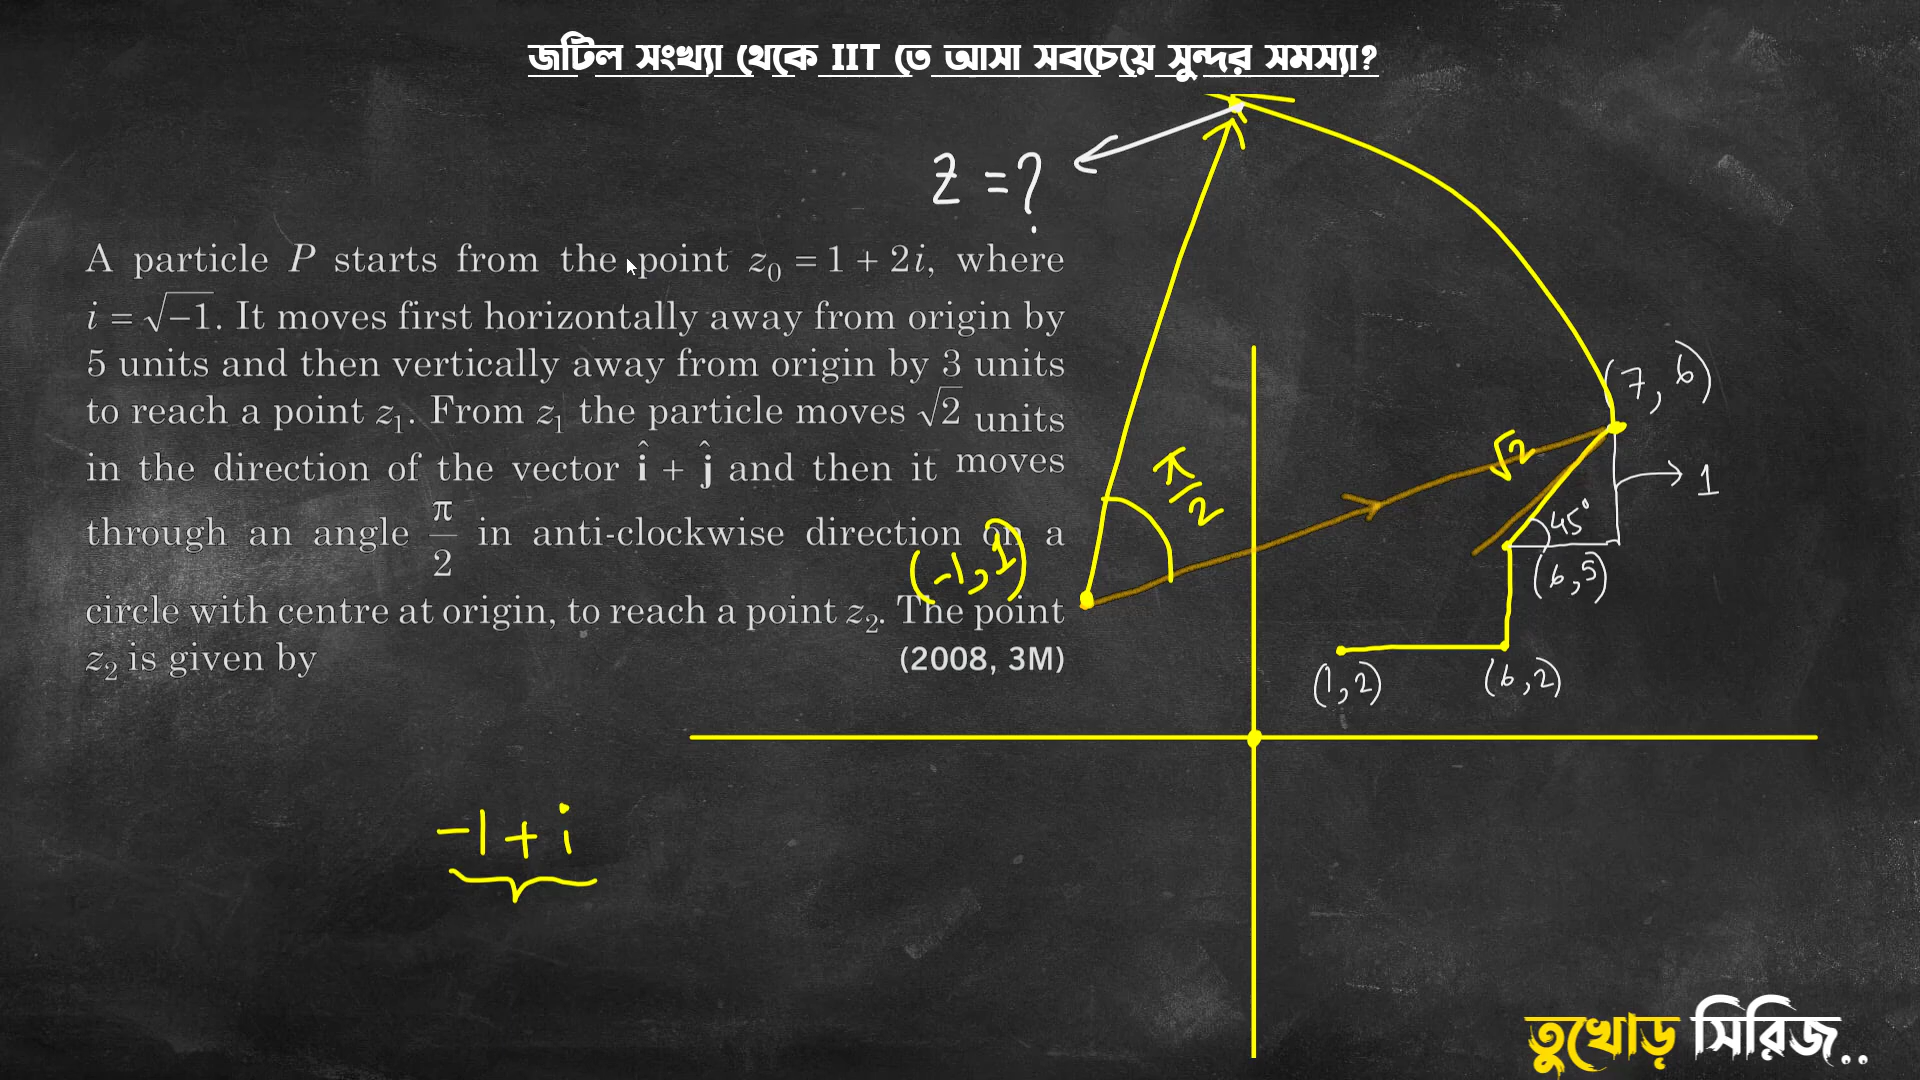 জটিল সংখ্যা থেকে IIT তে আসা সবচেয়ে সুন্দর সমস্যা?
z = ?
A particle P starts from the point z₀ = 1 + 2i, where
i = √−1. It moves first horizontally away from origin by
5 units and then vertically away from origin by 3 units
to reach a point z₁. From z₁ the particle moves √2 units
in the direction of the vector î + ĵ and then it moves
through an angle π/2 in anti-clockwise direction on a
circle with centre at origin, to reach a point z₂. The point
z₂ is given by (2008, 3M)
(7, 6)
√2
1
π/2
45°
(-1, 1)
(6,5)
(1,2)
(6,2)
-1 + i
তুখোড় সিরিজ..